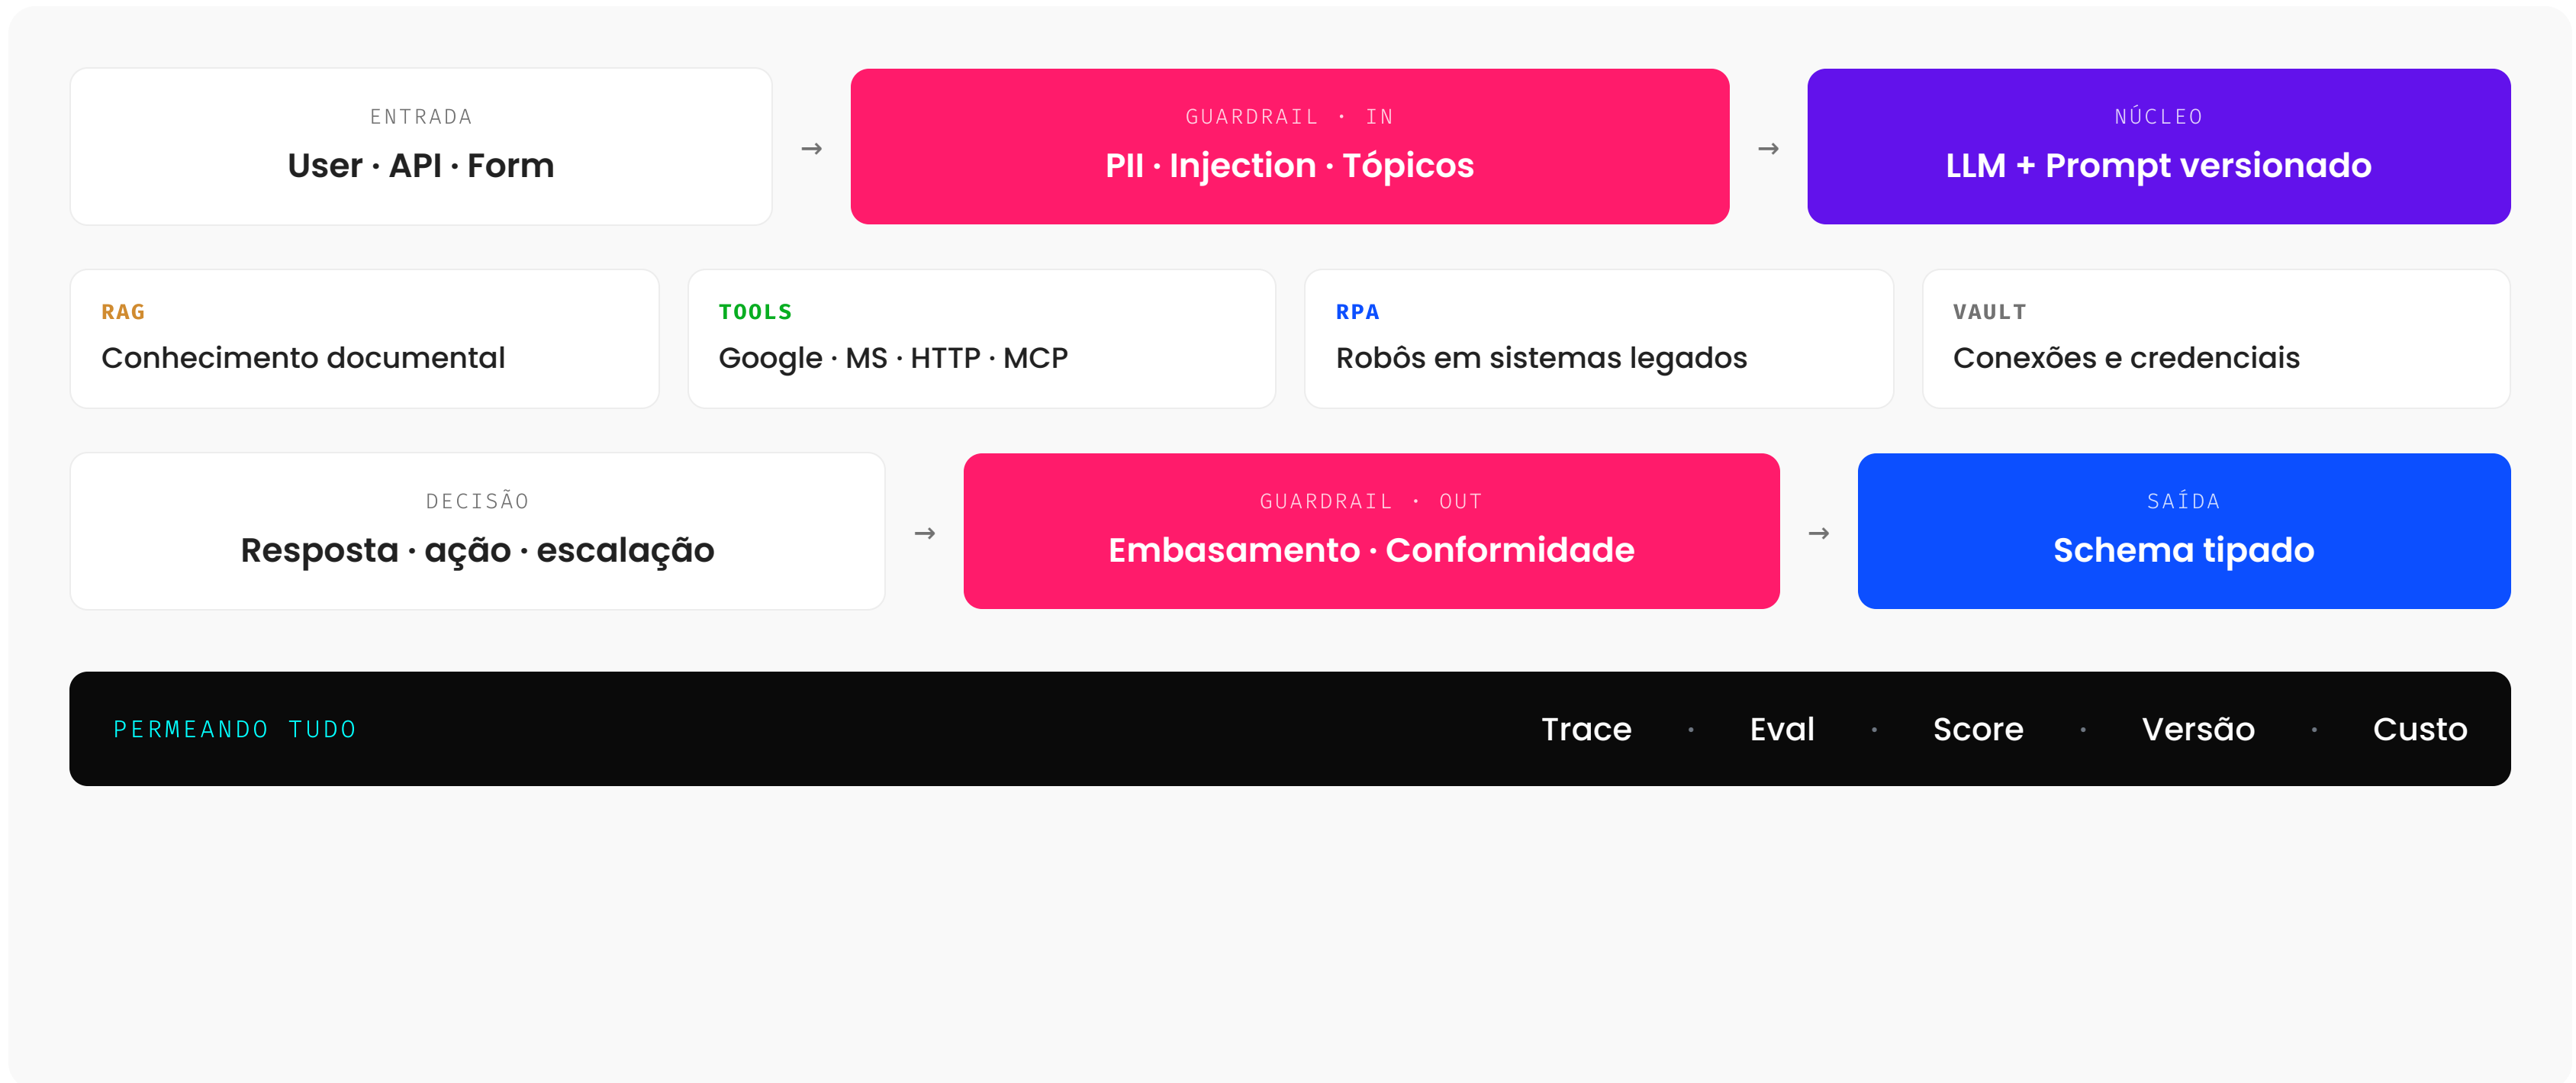 ENTRADA
User · API · Form
→
GUARDRAIL · IN
PII · Injection · Tópicos
→
NÚCLEO
LLM + Prompt versionado
RAG
Conhecimento documental
TOOLS
Google · MS · HTTP · MCP
RPA
Robôs em sistemas legados
VAULT
Conexões e credenciais
DECISÃO
Resposta · ação · escalação
→
GUARDRAIL · OUT
Embasamento · Conformidade
→
SAÍDA
Schema tipado
PERMEANDO TUDO
Trace · Eval · Score · Versão · Custo